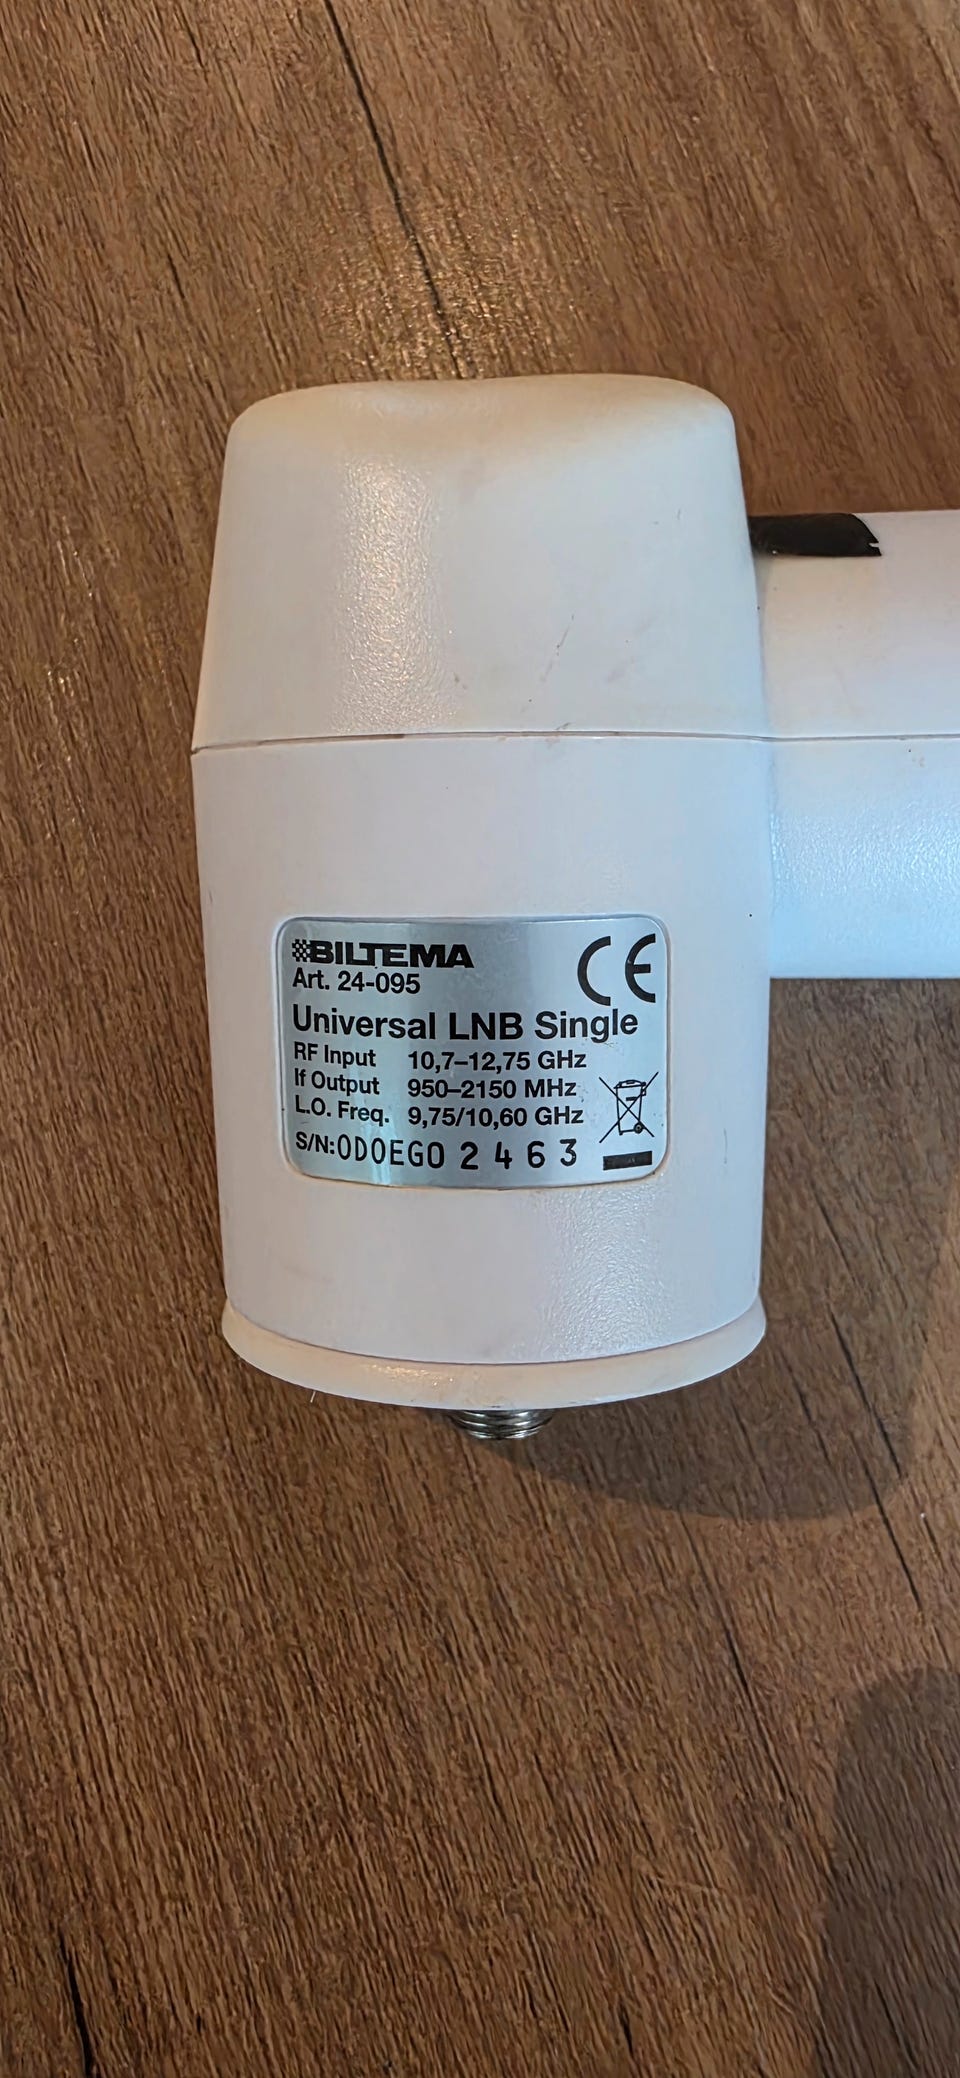 BILTEMA
Art. 24-095
CE
Universal LNB Single
RF Input 10,7–12,75 GHz
If Output 950–2150 MHz
L.O. Freq. 9,75/10,60 GHz
S/N:0D0EG0 2 4 6 3